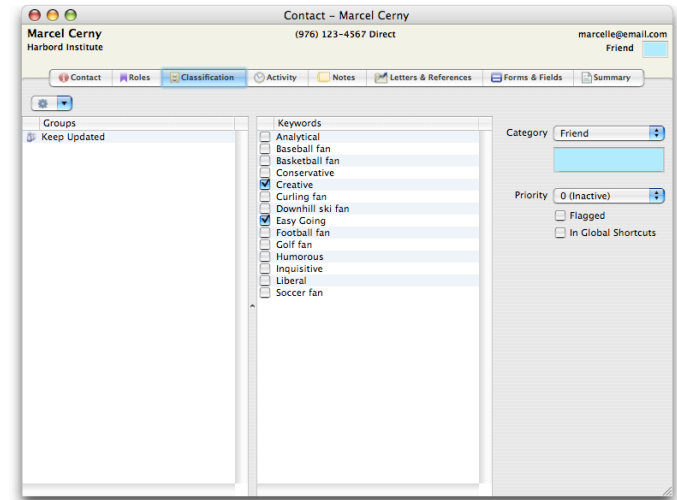 Contact – Marcel Cerny
Marcel Cerny
(976) 123-4567 Direct
marcelle@email.com
Harbord Institute
Friend
Contact
Roles
Classification
Activity
Notes
Letters & References
Forms & Fields
Summary
Groups
Keep Updated
Keywords
Analytical
Baseball fan
Basketball fan
Conservative
Creative
Curling fan
Downhill ski fan
Easy Going
Football fan
Golf fan
Humorous
Inquisitive
Liberal
Soccer fan
Category Friend
Priority 0 (Inactive)
Flagged
In Global Shortcuts